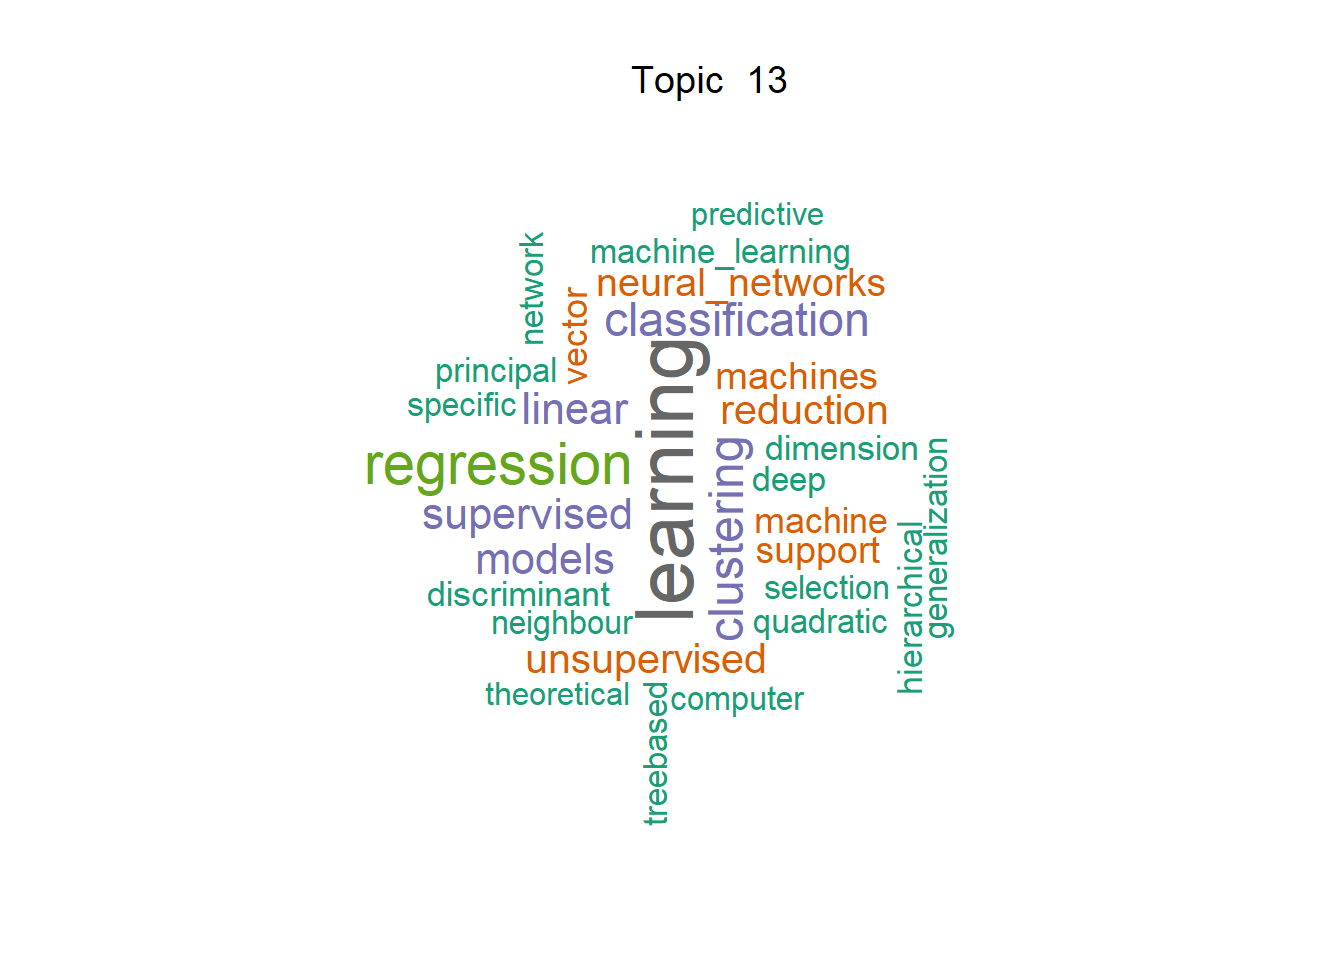 Topic 13
predictive
machine_learning
network
neural_networks
vector
classification
learning
principal
machines
specific
linear
reduction
regression
clustering
dimension
deep
generalization
supervised
machine
support
hierarchical
models
discriminant
selection
neighbour
quadratic
unsupervised
theoretical
treebased
computer